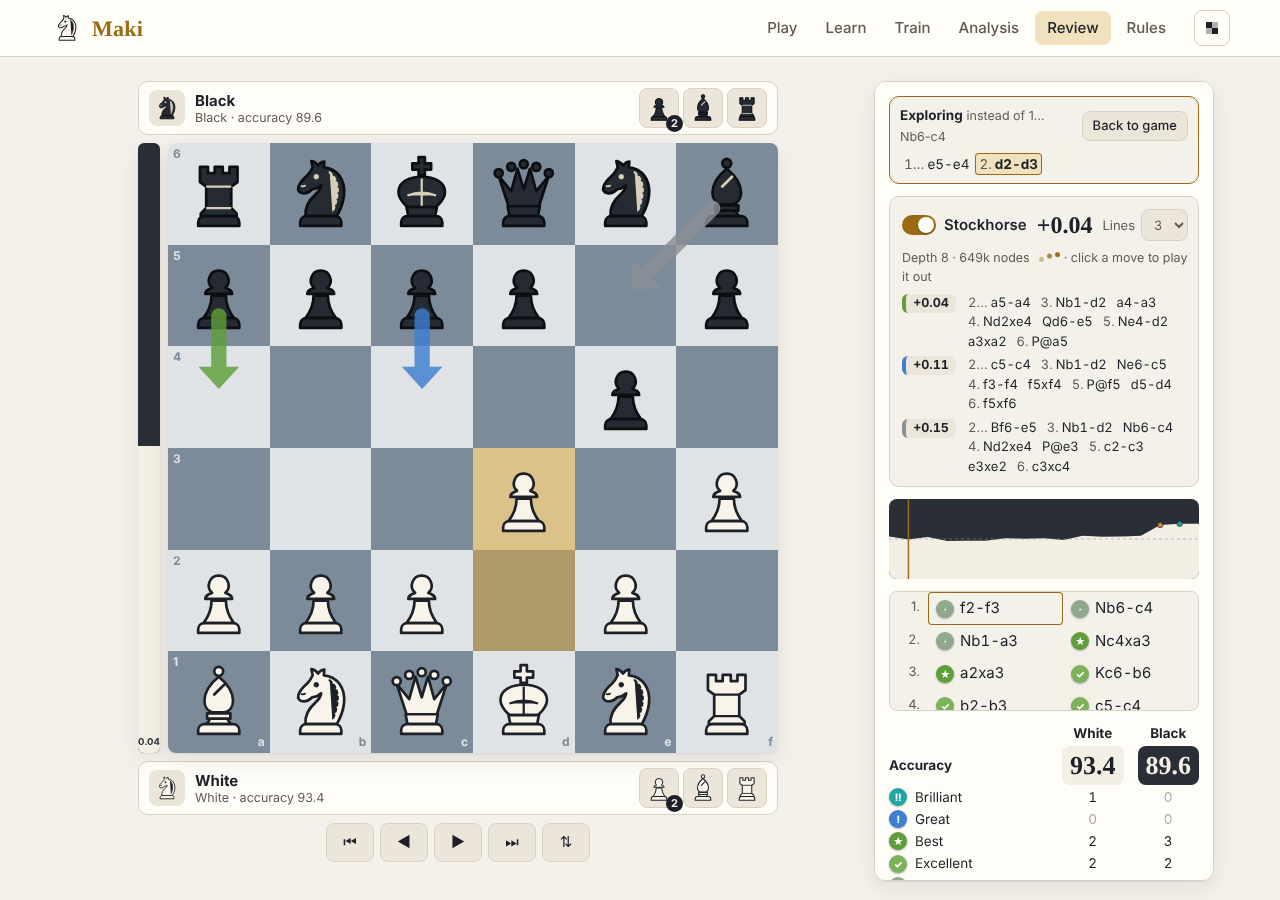 Maki
Play Learn Train Analysis Review Rules
Black
Black · accuracy 89.6
2
6
5
4
3
2
1
a b c d e f
0.04
White
White · accuracy 93.4
2
Exploring instead of 1…
Nb6-c4
Back to game
1… e5-e4 2. d2-d3
Stockhorse +0.04 Lines 3
Depth 8 · 649k nodes · click a move to play
it out
+0.04 2… a5-a4 3. Nb1-d2 a4-a3
4. Nd2xe4 Qd6-e5 5. Ne4-d2
a3xa2 6. P@a5
+0.11 2… c5-c4 3. Nb1-d2 Ne6-c5
4. f3-f4 f5xf4 5. P@f5 d5-d4
6. f5xf6
+0.15 2… Bf6-e5 3. Nb1-d2 Nb6-c4
4. Nd2xe4 P@e3 5. c2-c3
e3xe2 6. c3xc4
1. f2-f3 Nb6-c4
2. Nb1-a3 Nc4xa3
3. a2xa3 Kc6-b6
4. b2-b3 c5-c4
White Black
Accuracy 93.4 89.6
!! Brilliant 1 0
! Great 0 0
Best 2 3
Excellent 2 2